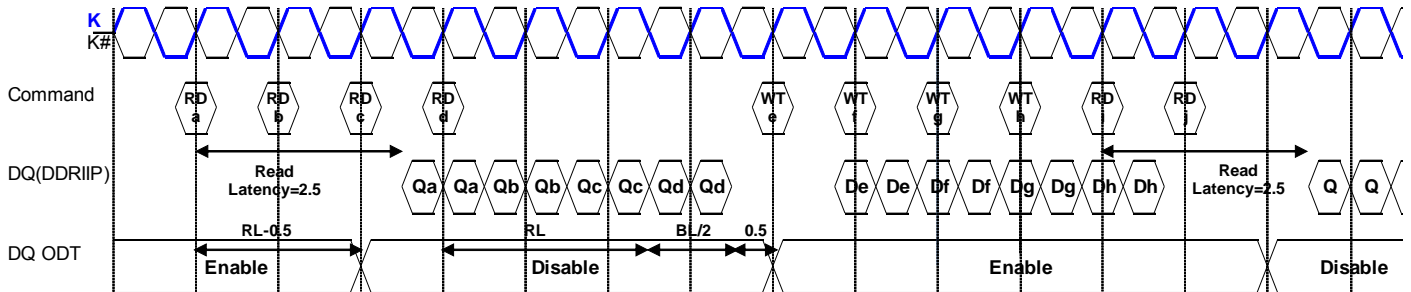 K
K#
Command
RD a RD b RD c RD d WT e WT f WT g WT h RD i RD j
Read Latency=2.5
Read Latency=2.5
DQ(DDRIIP)
Qa Qa Qb Qb Qc Qc Qd Qd De De Df Df Dg Dg Dh Dh Q Q
RL-0.5 RL BL/2 0.5
DQ ODT
Enable Disable Enable Disable